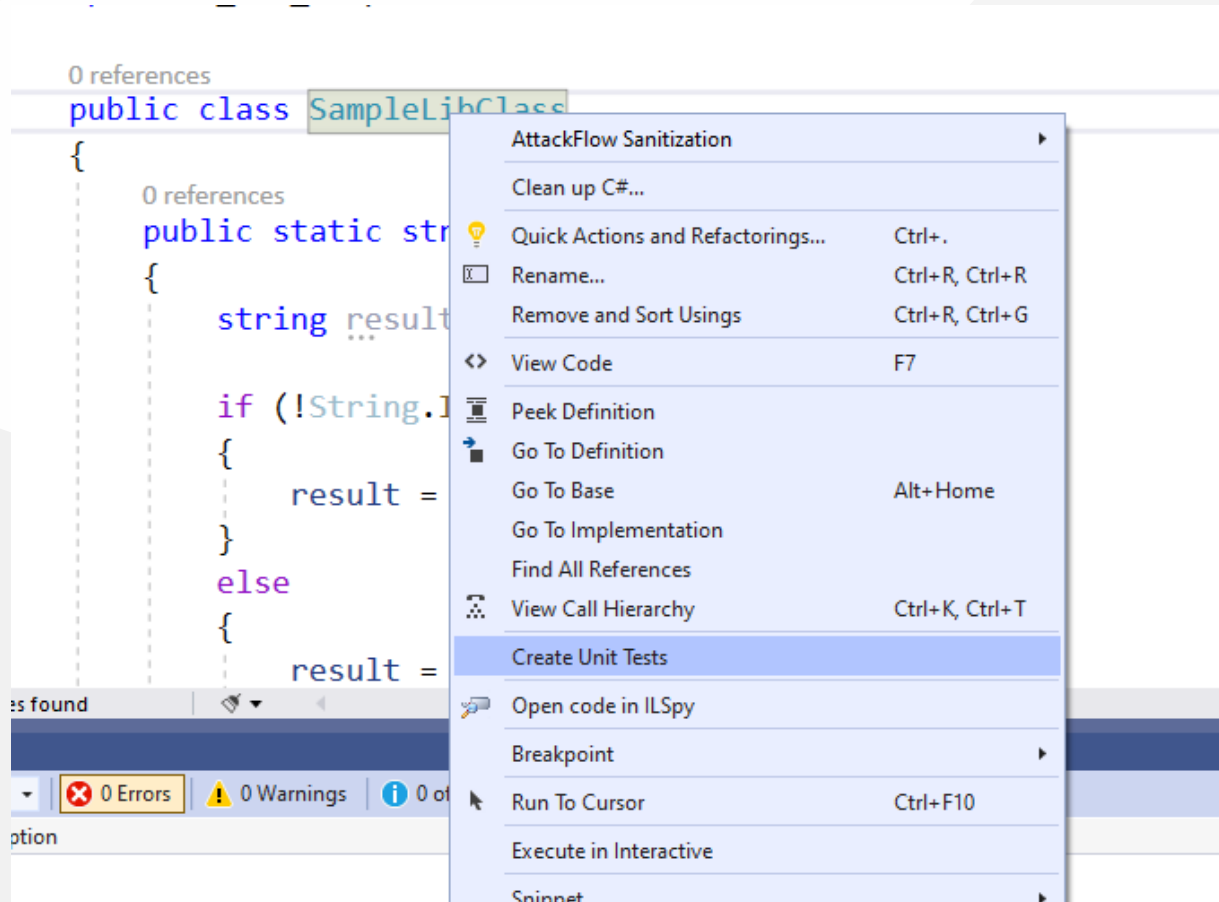 0 references
public class SampleLibClass
{
0 references
public static str
{
string result
if (!String.I
{
result =
}
else
{
result =
es found
0 Errors
0 Warnings
0 of
ption
AttackFlow Sanitization
Clean up C#...
Quick Actions and Refactorings... Ctrl+.
Rename... Ctrl+R, Ctrl+R
Remove and Sort Usings Ctrl+R, Ctrl+G
View Code F7
Peek Definition
Go To Definition
Go To Base Alt+Home
Go To Implementation
Find All References
View Call Hierarchy Ctrl+K, Ctrl+T
Create Unit Tests
Open code in ILSpy
Breakpoint
Run To Cursor Ctrl+F10
Execute in Interactive
Snippet